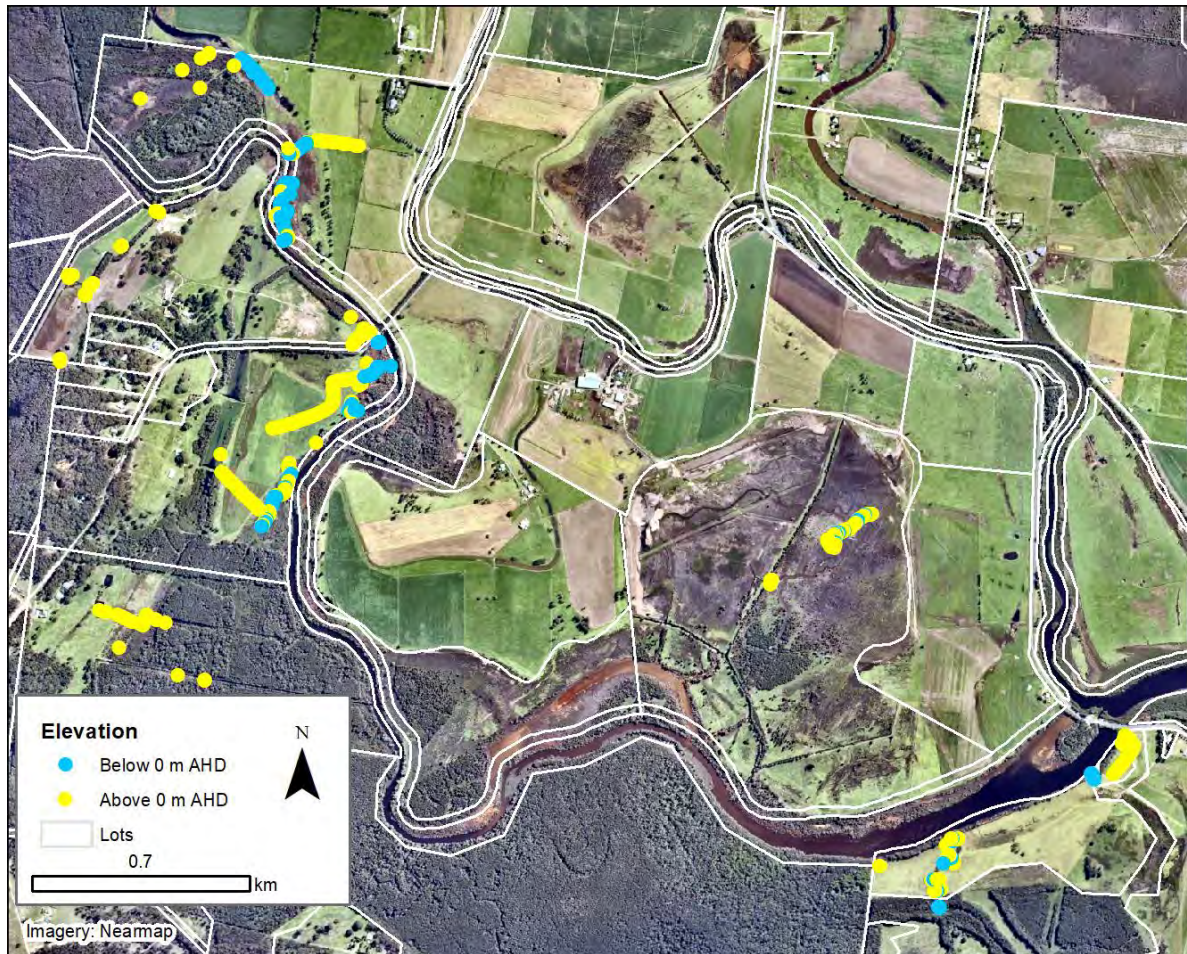 Elevation
N
Below 0 m AHD
Above 0 m AHD
Lots
0.7
km
Imagery: Nearmap